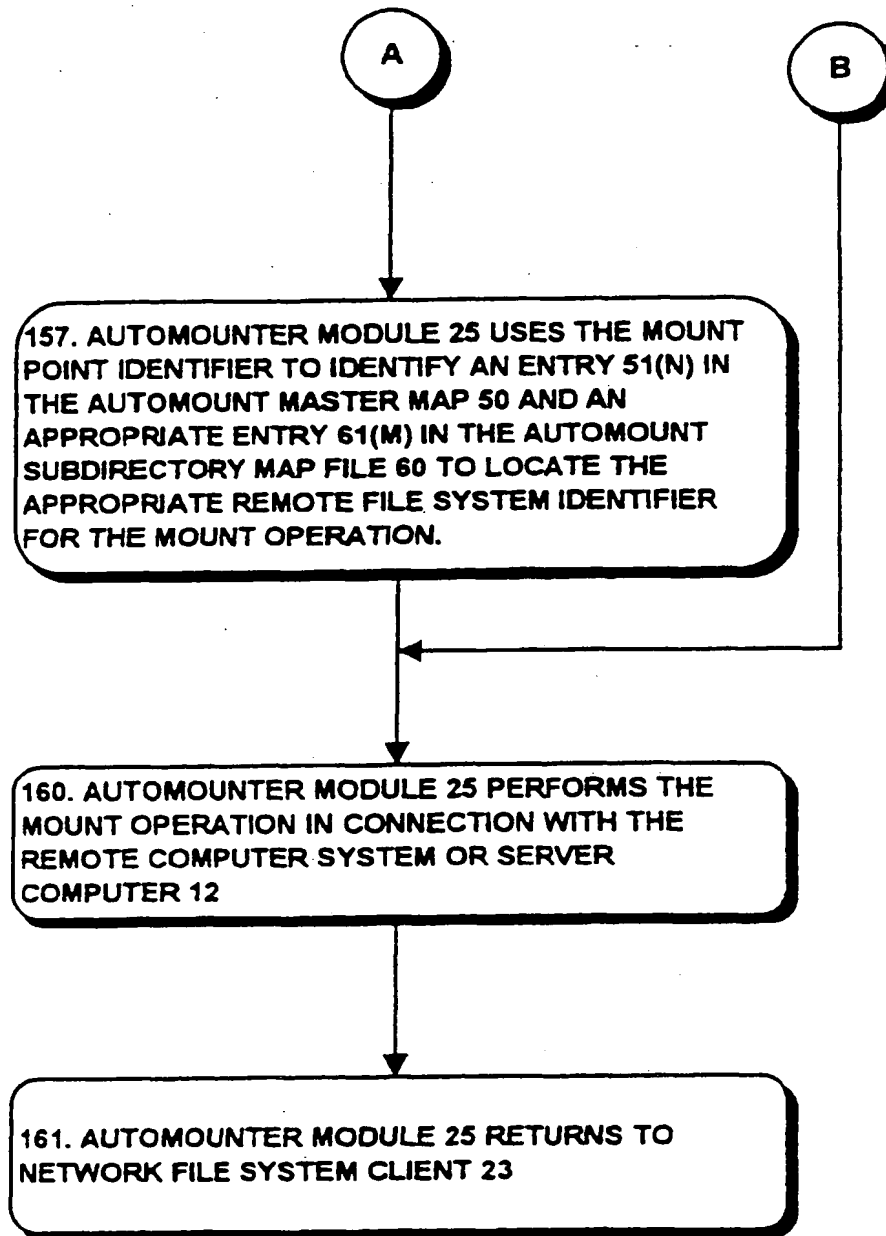 A
B
157. AUTOMOUNTER MODULE 25 USES THE MOUNT
POINT IDENTIFIER TO IDENTIFY AN ENTRY 51(N) IN
THE AUTOMOUNT MASTER MAP 50 AND AN
APPROPRIATE ENTRY 61(M) IN THE AUTOMOUNT
SUBDIRECTORY MAP FILE 60 TO LOCATE THE
APPROPRIATE REMOTE FILE SYSTEM IDENTIFIER
FOR THE MOUNT OPERATION.
160. AUTOMOUNTER MODULE 25 PERFORMS THE
MOUNT OPERATION IN CONNECTION WITH THE
REMOTE COMPUTER SYSTEM OR SERVER
COMPUTER 12
161. AUTOMOUNTER MODULE 25 RETURNS TO
NETWORK FILE SYSTEM CLIENT 23